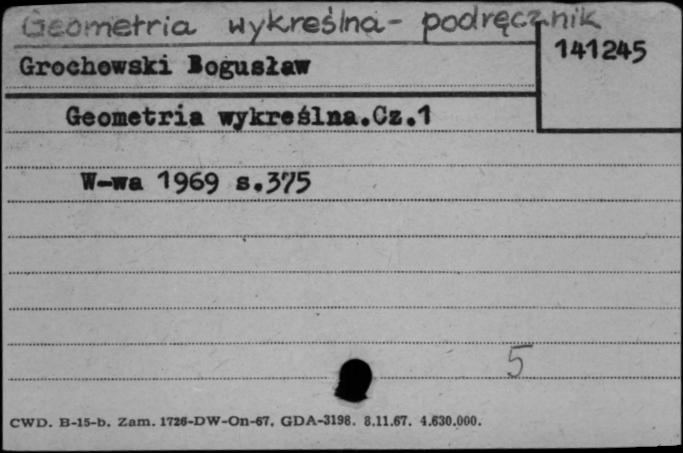 Geometria wykreślna - podręcznik
141245
Grochowski Bogusław
Geometria wykreślna.Cz.1
W-wa 1969 s.375
5
CWD. B-15-b. Zam. 1726-DW-On-67. GDA-3198. 8.11.67. 4.630.000.